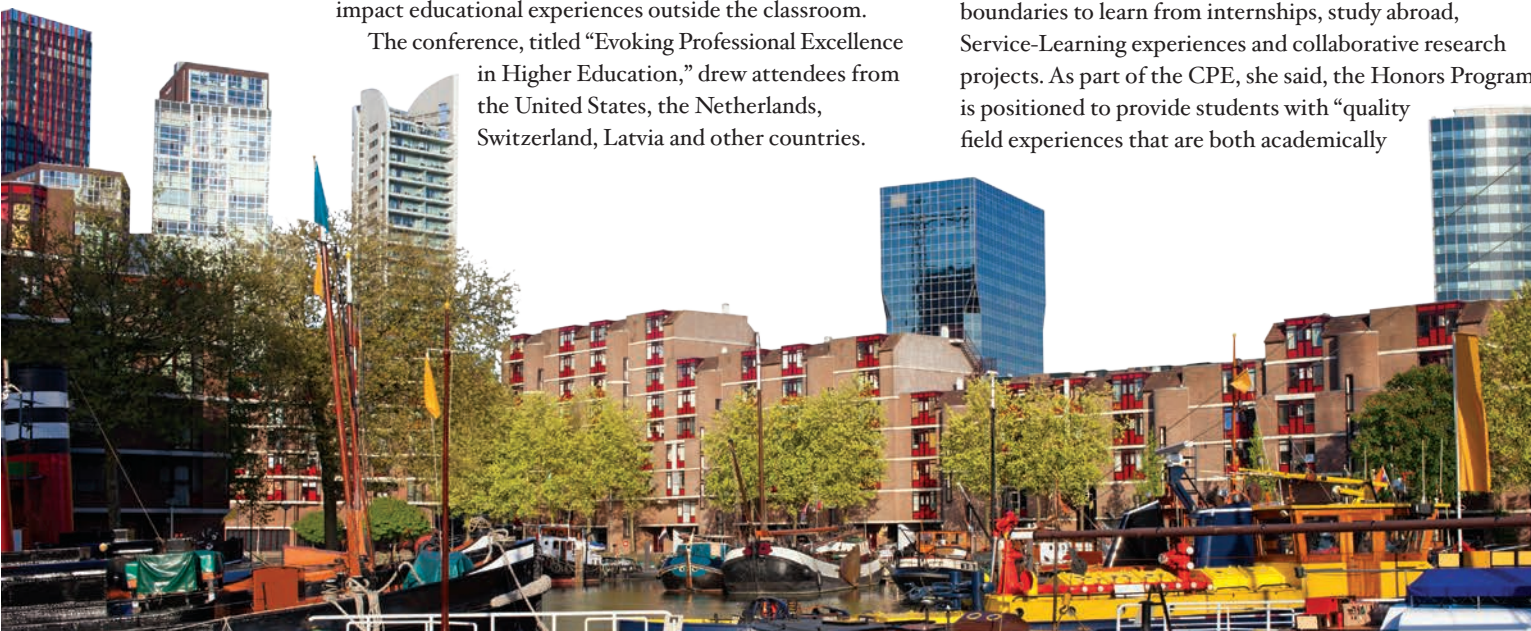 impact educational experiences outside the classroom.
The conference, titled “Evoking Professional Excellence
in Higher Education,” drew attendees from
the United States, the Netherlands,
Switzerland, Latvia and other countries.
boundaries to learn from internships, study abroad,
Service-Learning experiences and collaborative research
projects. As part of the CPE, she said, the Honors Program
is positioned to provide students with “quality
field experiences that are both academically